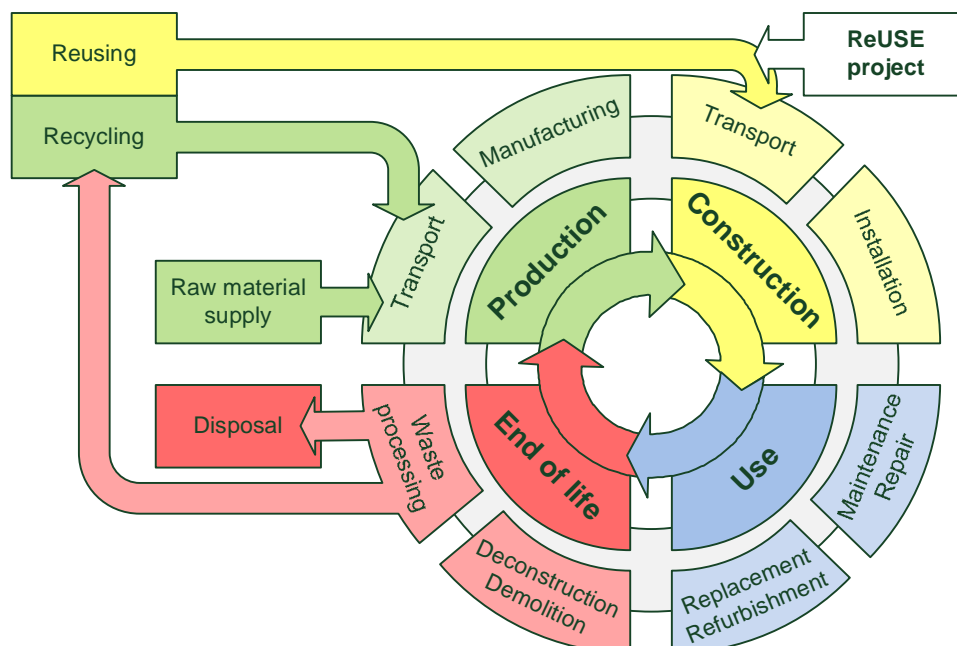 Reusing
ReUSE
project
Recycling
Manufacturing
Transport
Transport
Installation
Production
Construction
Raw material
supply
Disposal
Waste
processing
End of life
Use
Maintenance
Repair
Deconstruction
Demolition
Replacement
Refurbishment